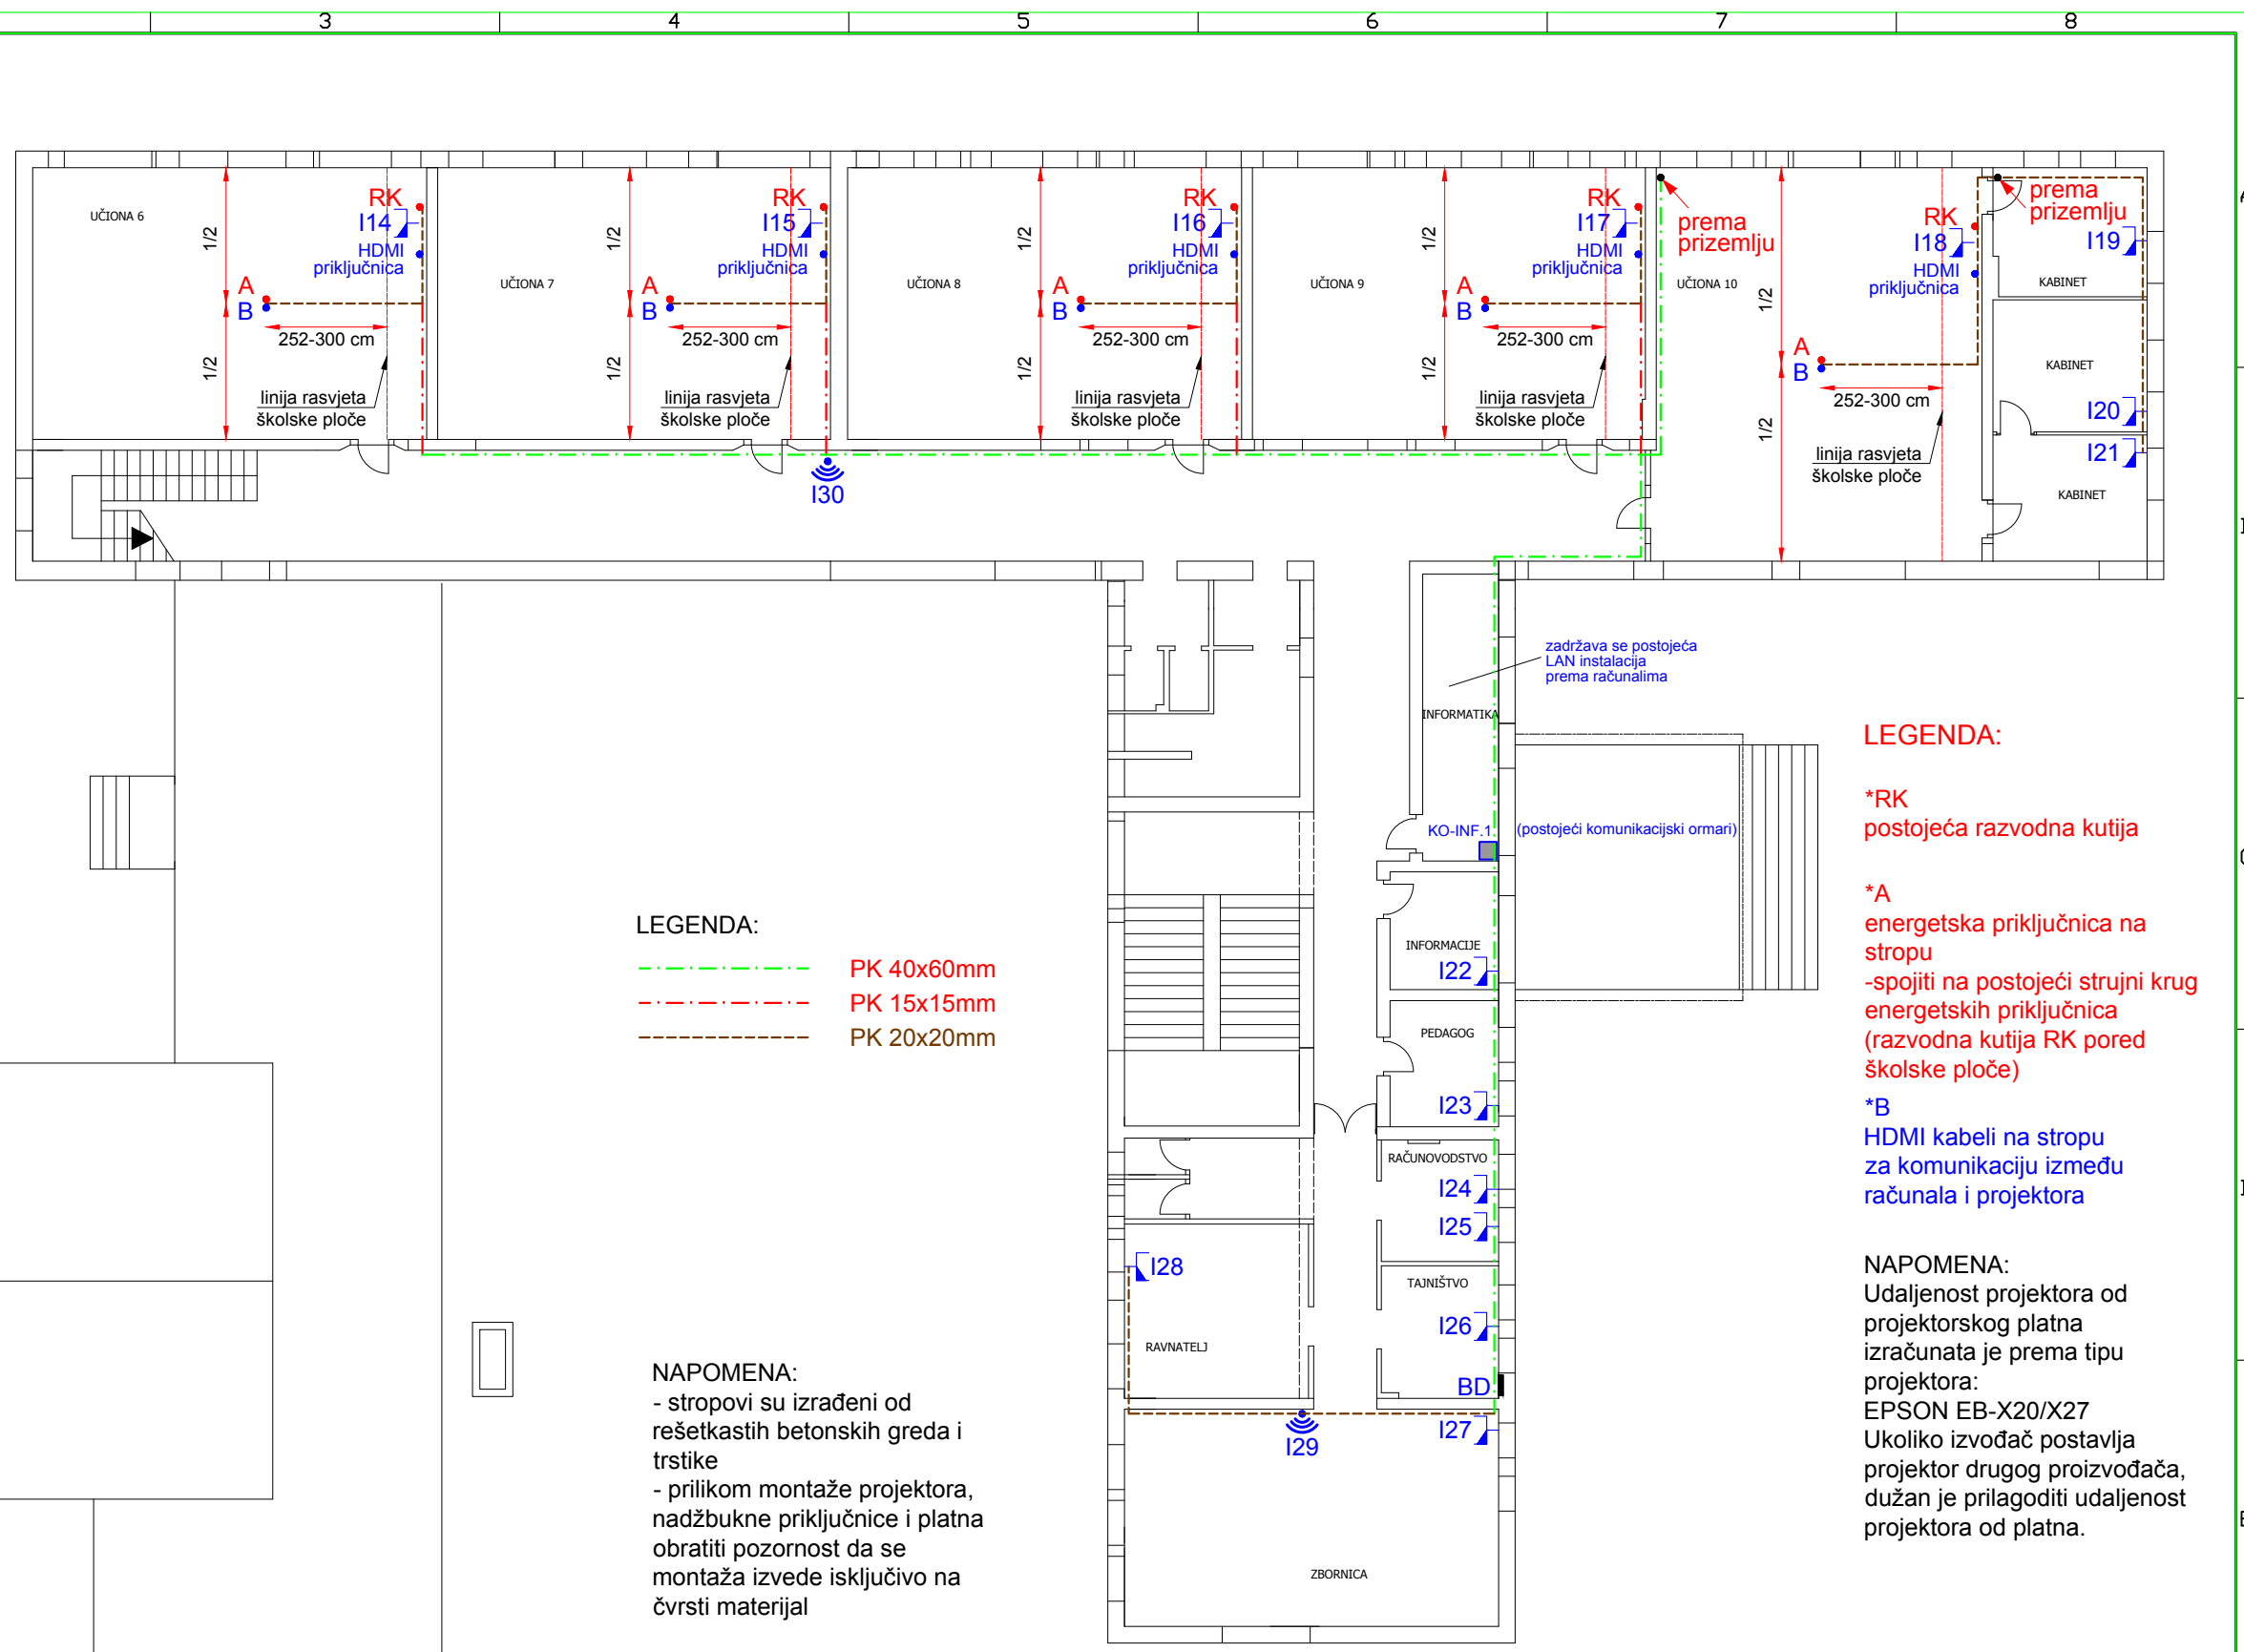 3
4
5
6
7
8
UČIONA 6
1/2
1/2
RK
I14
HDMI
priključnica
A
B
252-300 cm
linija rasvjeta
školske ploče
UČIONA 7
1/2
1/2
RK
I15
HDMI
priključnica
A
B
252-300 cm
linija rasvjeta
školske ploče
I30
UČIONA 8
1/2
1/2
RK
I16
HDMI
priključnica
A
B
252-300 cm
linija rasvjeta
školske ploče
UČIONA 9
1/2
1/2
RK
I17
HDMI
priključnica
A
B
252-300 cm
linija rasvjeta
školske ploče
prema
prizemlju
UČIONA 10
1/2
1/2
RK
I18
HDMI
priključnica
A
B
252-300 cm
linija rasvjeta
školske ploče
prema
prizemlju
I19
KABINET
KABINET
I20
I21
KABINET
zadržava se postojeća
LAN instalacija
prema računalima
INFORMATIKA
KO-INF.1
(postojeći komunikacijski ormari)
INFORMACIJE
I22
PEDAGOG
I23
RAČUNOVODSTVO
I24
I25
TAJNIŠTVO
I26
BD
I27
I28
RAVNATELJ
I29
ZBORNICA
LEGENDA:
PK 40x60mm
PK 15x15mm
PK 20x20mm
NAPOMENA:
- stropovi su izrađeni od
rešetkastih betonskih greda i
trstike
- prilikom montaže projektora,
nadžbukne priključnice i platna
obratiti pozornost da se
montaža izvede isključivo na
čvrsti materijal
LEGENDA:
*RK
postojeća razvodna kutija
*A
energetska priključnica na
stropu
-spojiti na postojeći strujni krug
energetskih priključnica
(razvodna kutija RK pored
školske ploče)
*B
HDMI kabeli na stropu
za komunikaciju između
računala i projektora
NAPOMENA:
Udaljenost projektora od
projektorskog platna
izračunata je prema tipu
projektora:
EPSON EB-X20/X27
Ukoliko izvođač postavlja
projektor drugog proizvođača,
dužan je prilagoditi udaljenost
projektora od platna.